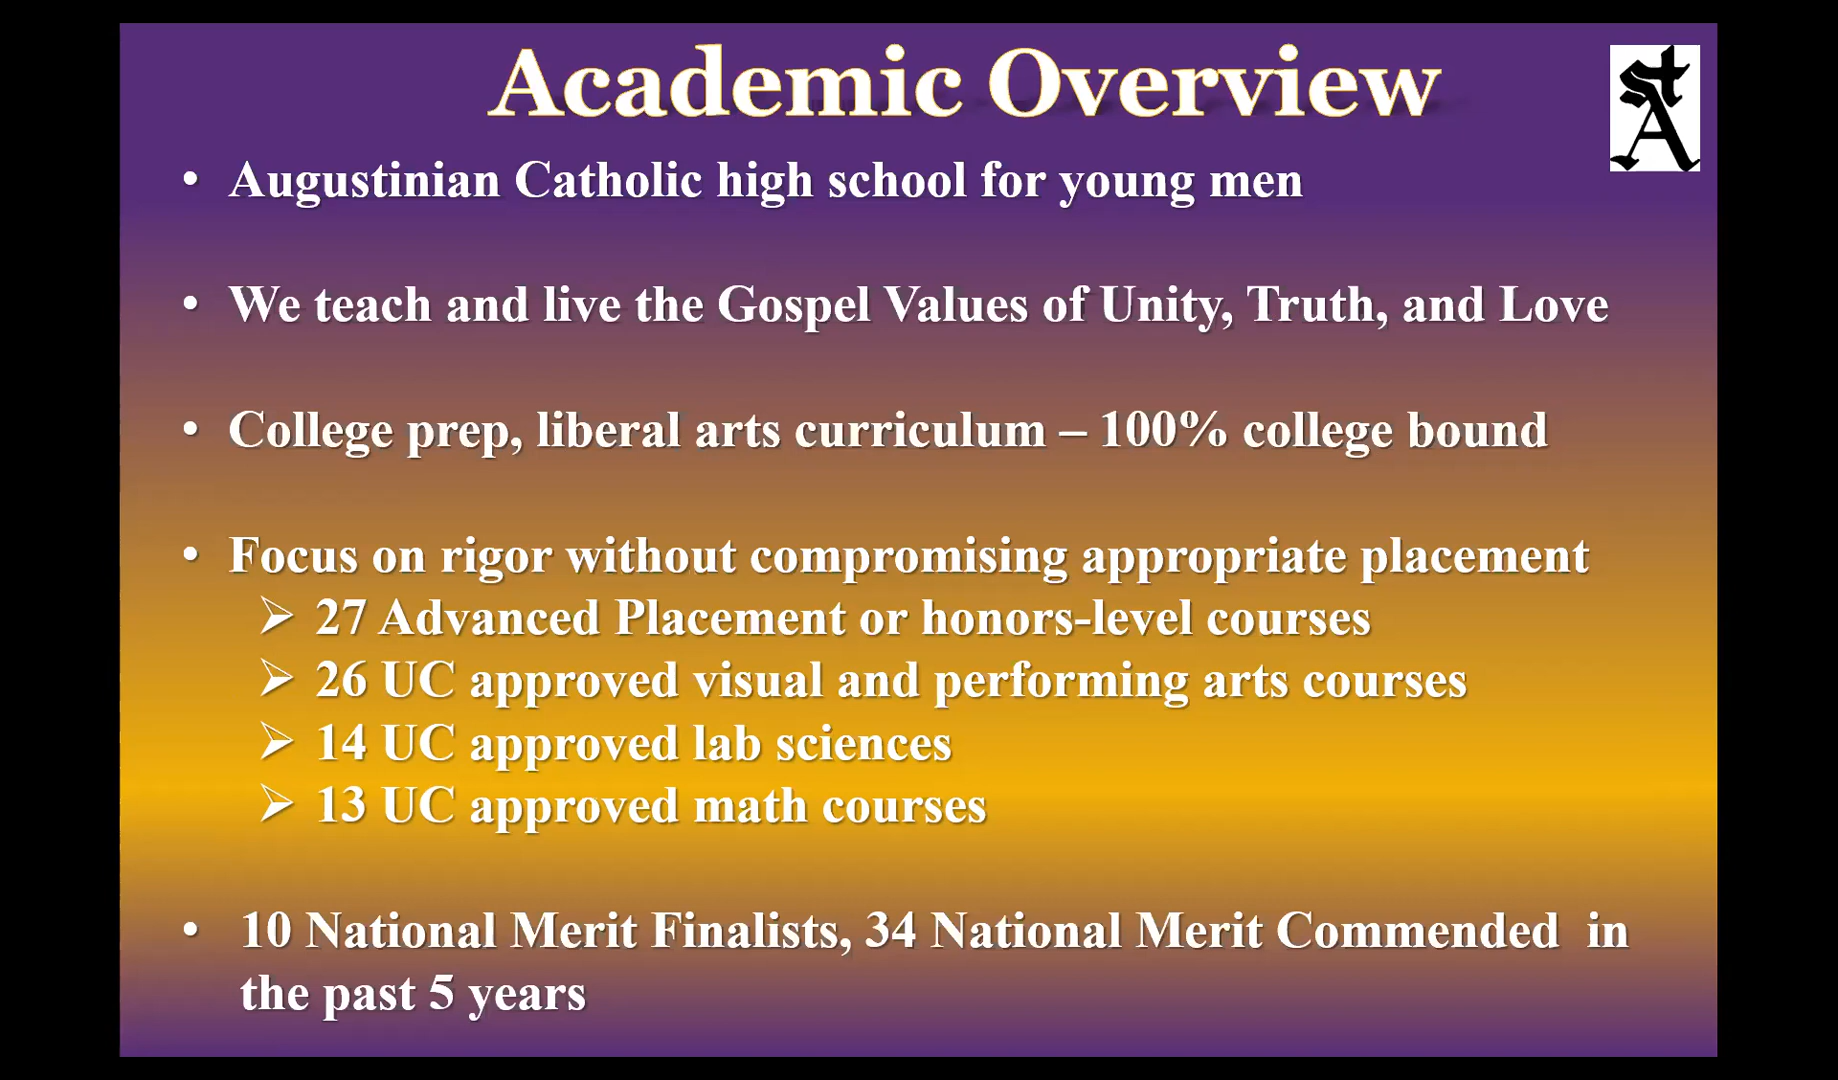 Academic Overview
St
A
• Augustinian Catholic high school for young men
• We teach and live the Gospel Values of Unity, Truth, and Love
• College prep, liberal arts curriculum – 100% college bound
• Focus on rigor without compromising appropriate placement
➢ 27 Advanced Placement or honors-level courses
➢ 26 UC approved visual and performing arts courses
➢ 14 UC approved lab sciences
➢ 13 UC approved math courses
• 10 National Merit Finalists, 34 National Merit Commended  in
the past 5 years